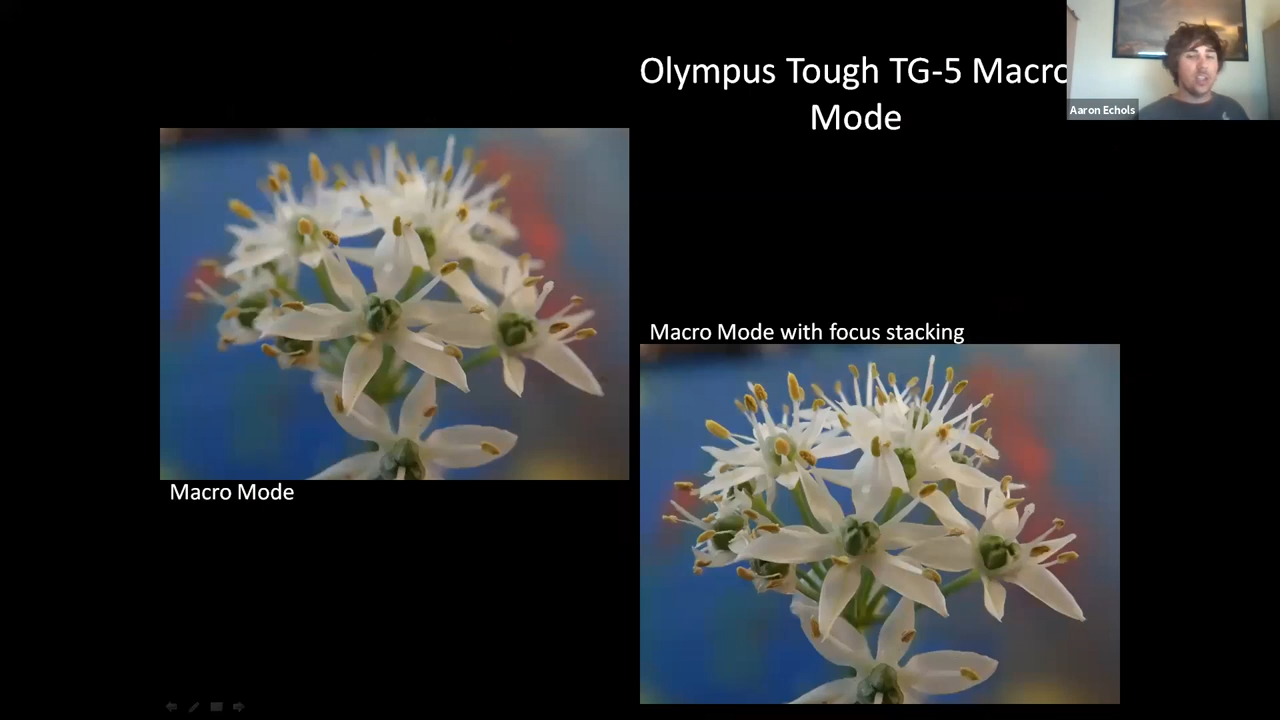 Olympus Tough TG-5 Macro
Mode
Aaron Echols
Macro Mode with focus stacking
Macro Mode